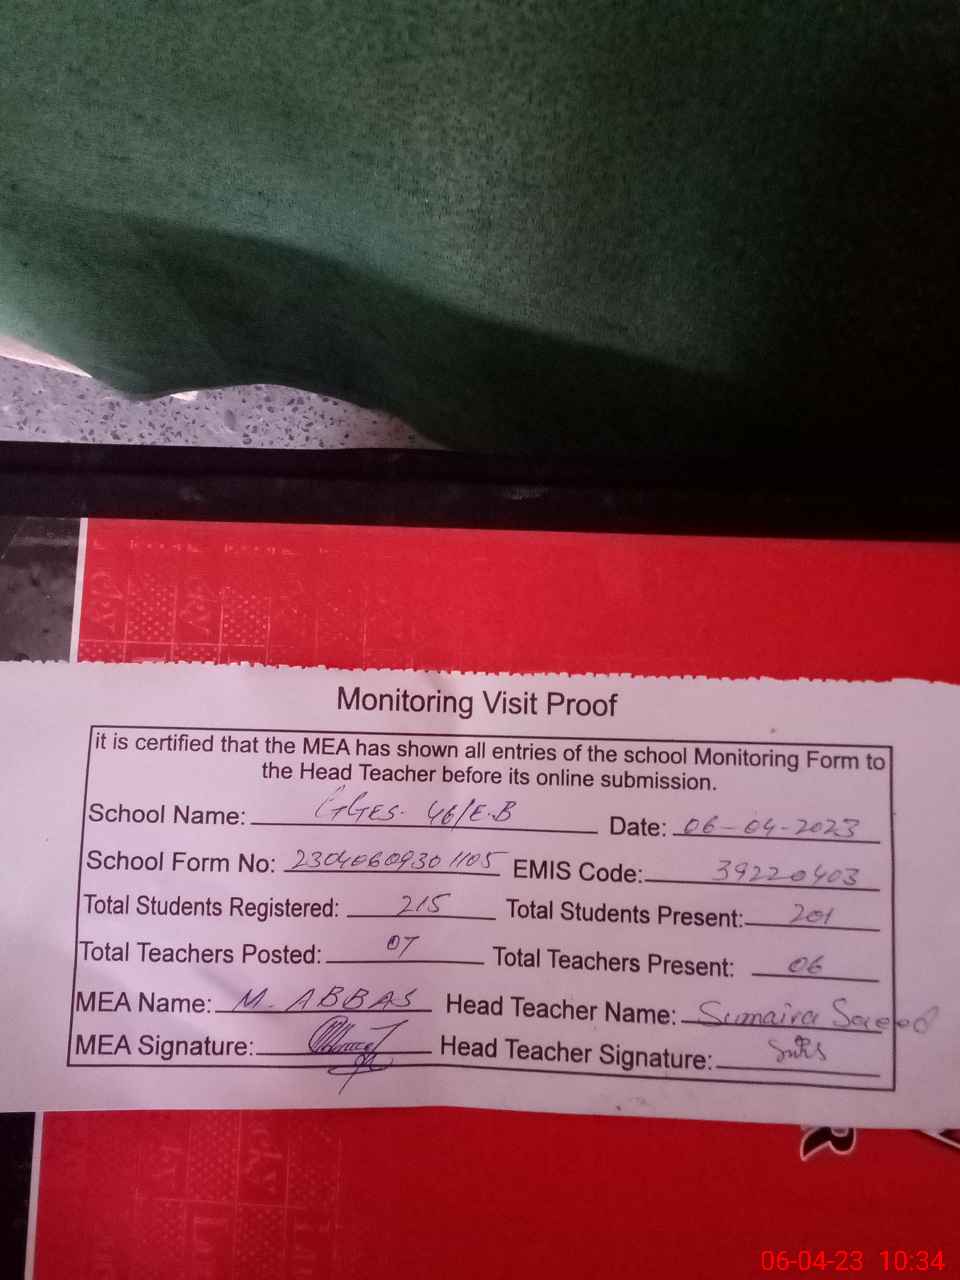 Monitoring Visit Proof
it is certified that the MEA has shown all entries of the school Monitoring Form to
the Head Teacher before its online submission.
School Name: GGES. 46/E.B Date: 06-04-2023
School Form No: 2304060930 1105 EMIS Code: 39220403
Total Students Registered: 215 Total Students Present: 201
Total Teachers Posted: 07 Total Teachers Present: 06
MEA Name: M. ABBAS Head Teacher Name: Sumaira Saeed
MEA Signature: Head Teacher Signature:
R
06-04-23 10:34